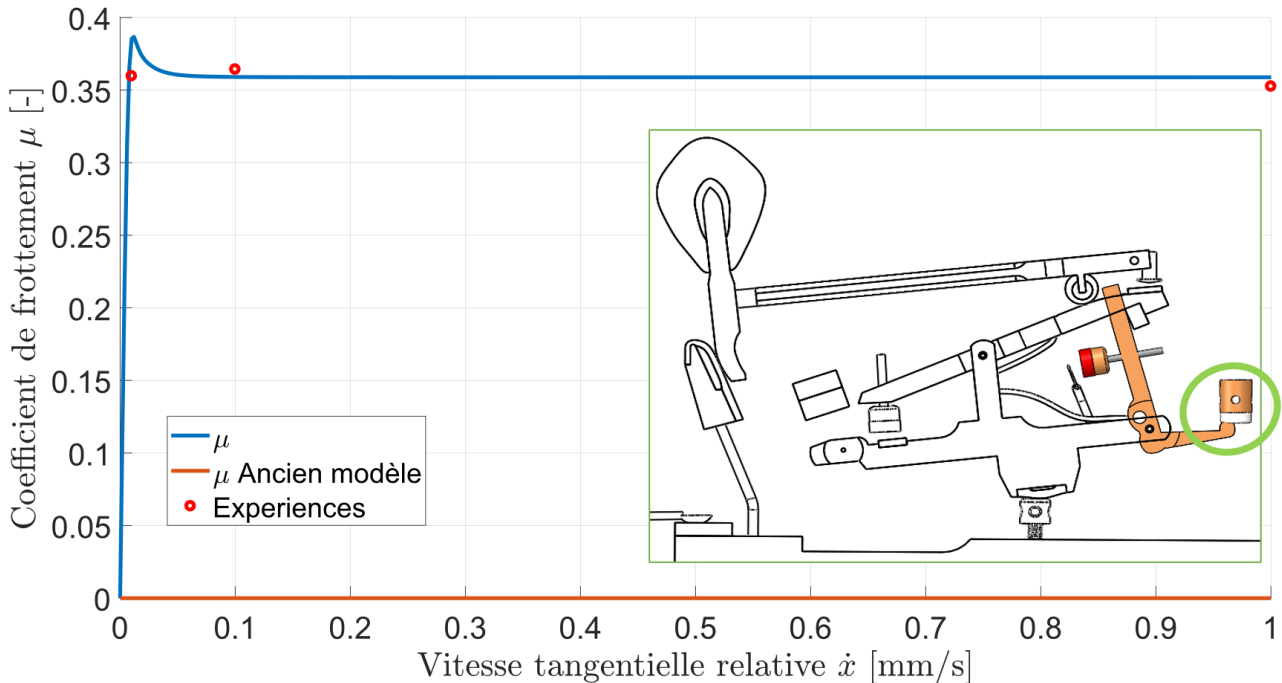 Coefficient de frottement μ [-]
0.4
0.35
0.3
0.25
0.2
0.15
0.1
0.05
0
μ
μ Ancien modèle
Experiences
0 0.1 0.2 0.3 0.4 0.5 0.6 0.7 0.8 0.9 1
Vitesse tangentielle relative ẋ [mm/s]